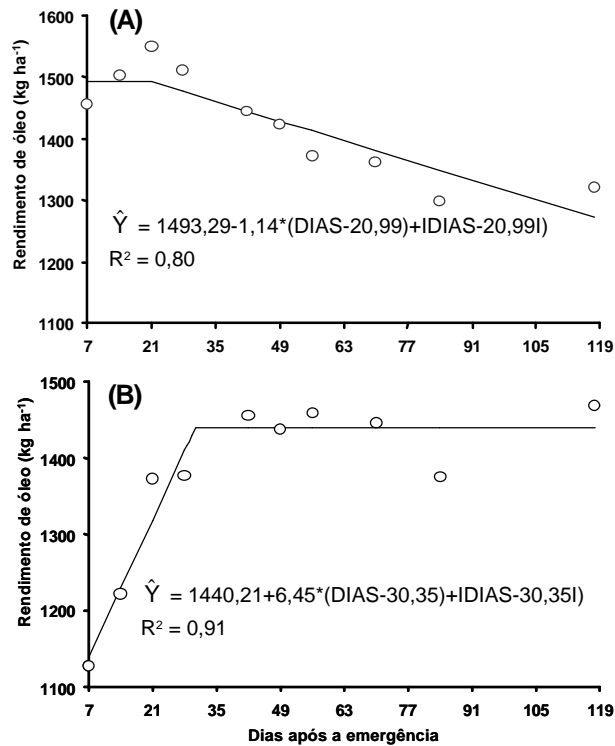 (A)
Rendimento de óleo (kg ha⁻¹)
1600
1500
1400
1300
1200
1100
Ŷ = 1493,29-1,14*(DIAS-20,99)+IDIAS-20,99I)
R² = 0,80
7 21 35 49 63 77 91 105 119
(B)
Rendimento de óleo (kg ha⁻¹)
1500
1400
1300
1200
1100
Ŷ = 1440,21+6,45*(DIAS-30,35)+IDIAS-30,35I)
R² = 0,91
7 21 35 49 63 77 91 105 119
Dias após a emergência